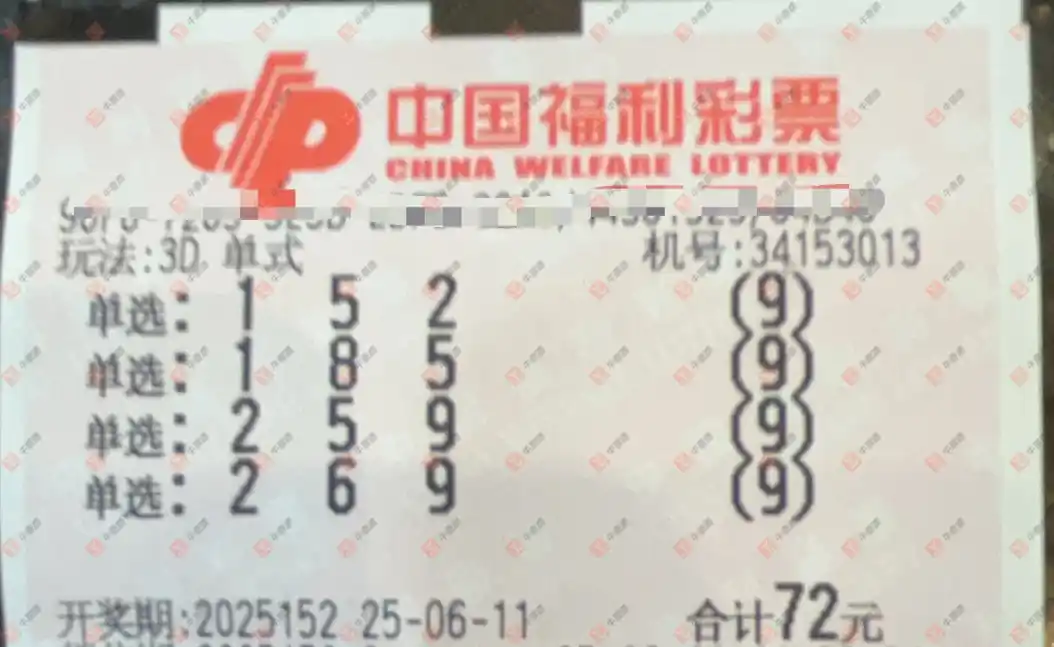 中国福利彩票
CHINA WELFARE LOTTERY
玩法:3D 单式 机号:34153013
单选: 1 5 2 (9)
单选: 1 8 5 (9)
单选: 2 5 9 (9)
单选: 2 6 9 (9)
开奖期:2025152 25-06-11 合计72元